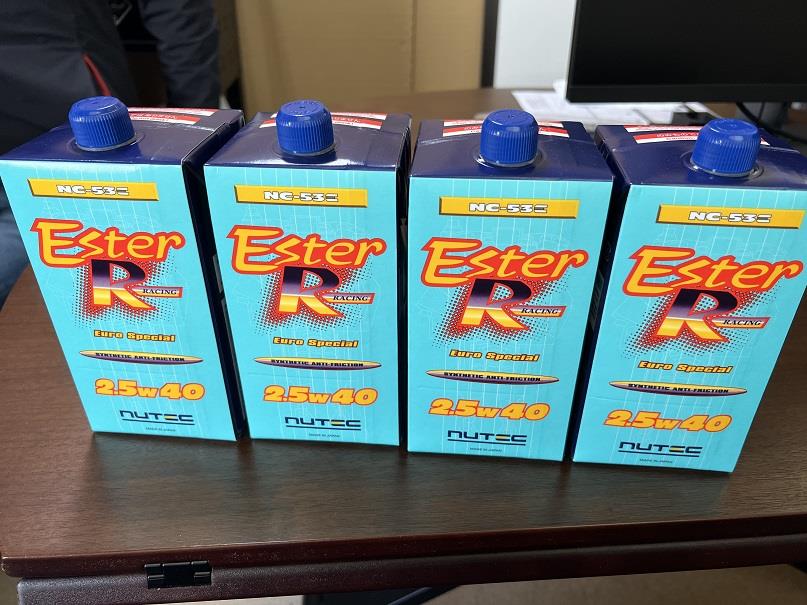 NC-53E
Ester
R
RACING
Euro Special
SYNTHETIC ANTI-FRICTION
2.5w40
NUTEC
MADE IN JAPAN
NC-53E
Ester
R
RACING
Euro Special
SYNTHETIC ANTI-FRICTION
2.5w40
NUTEC
MADE IN JAPAN
NC-53E
Ester
R
RACING
Euro Special
SYNTHETIC ANTI-FRICTION
2.5w40
NUTEC
MADE IN JAPAN
NC-53E
Ester
R
RACING
Euro Special
SYNTHETIC ANTI-FRICTION
2.5w40
NUTEC
MADE IN JAPAN